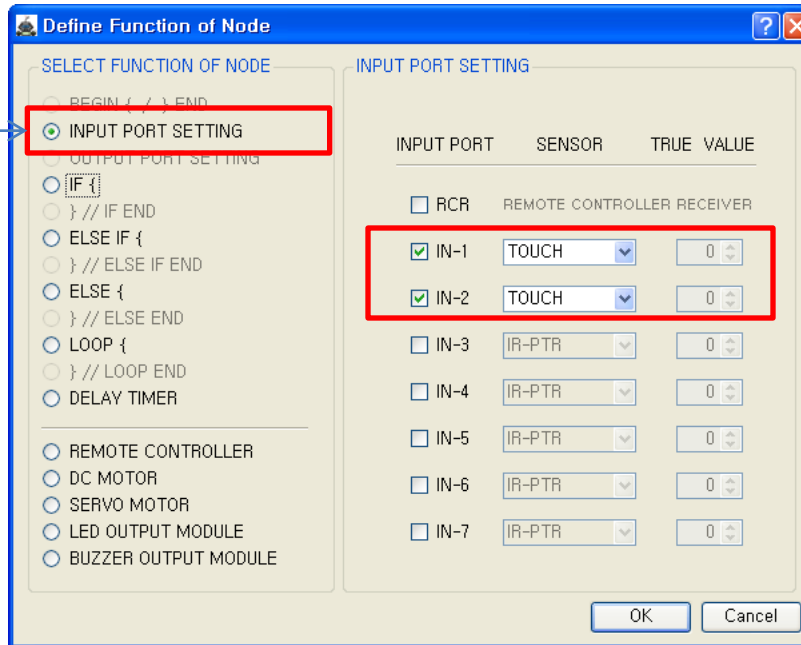 Define Function of Node
SELECT FUNCTION OF NODE
BEGIN { / } END
INPUT PORT SETTING
OUTPUT PORT SETTING
IF {
} // IF END
ELSE IF {
} // ELSE IF END
ELSE {
} // ELSE END
LOOP {
} // LOOP END
DELAY TIMER
REMOTE CONTROLLER
DC MOTOR
SERVO MOTOR
LED OUTPUT MODULE
BUZZER OUTPUT MODULE
INPUT PORT SETTING
INPUT PORT SENSOR TRUE VALUE
RCR REMOTE CONTROLLER RECEIVER
IN-1 TOUCH 0
IN-2 TOUCH 0
IN-3 IR-PTR 0
IN-4 IR-PTR 0
IN-5 IR-PTR 0
IN-6 IR-PTR 0
IN-7 IR-PTR 0
OK Cancel